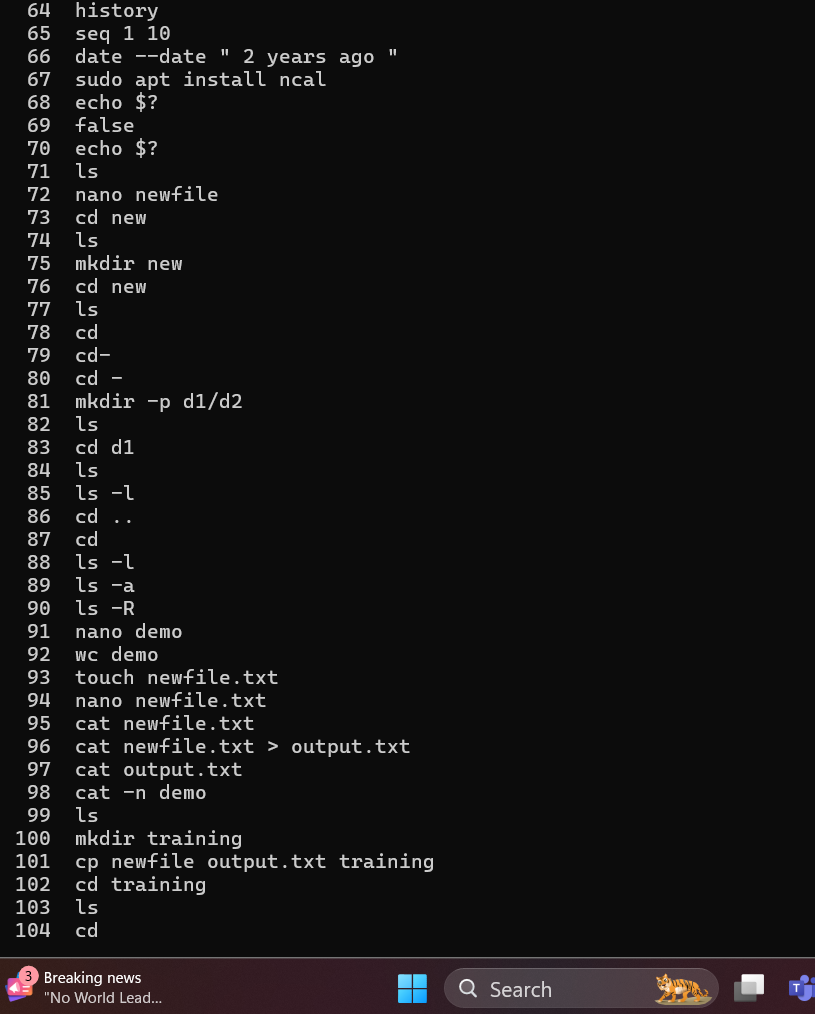 64 history
65 seq 1 10
66 date --date " 2 years ago "
67 sudo apt install ncal
68 echo $?
69 false
70 echo $?
71 ls
72 nano newfile
73 cd new
74 ls
75 mkdir new
76 cd new
77 ls
78 cd
79 cd-
80 cd -
81 mkdir -p d1/d2
82 ls
83 cd d1
84 ls
85 ls -l
86 cd ..
87 cd
88 ls -l
89 ls -a
90 ls -R
91 nano demo
92 wc demo
93 touch newfile.txt
94 nano newfile.txt
95 cat newfile.txt
96 cat newfile.txt > output.txt
97 cat output.txt
98 cat -n demo
99 ls
100 mkdir training
101 cp newfile output.txt training
102 cd training
103 ls
104 cd
3
Breaking news
"No World Lead...
Search
T